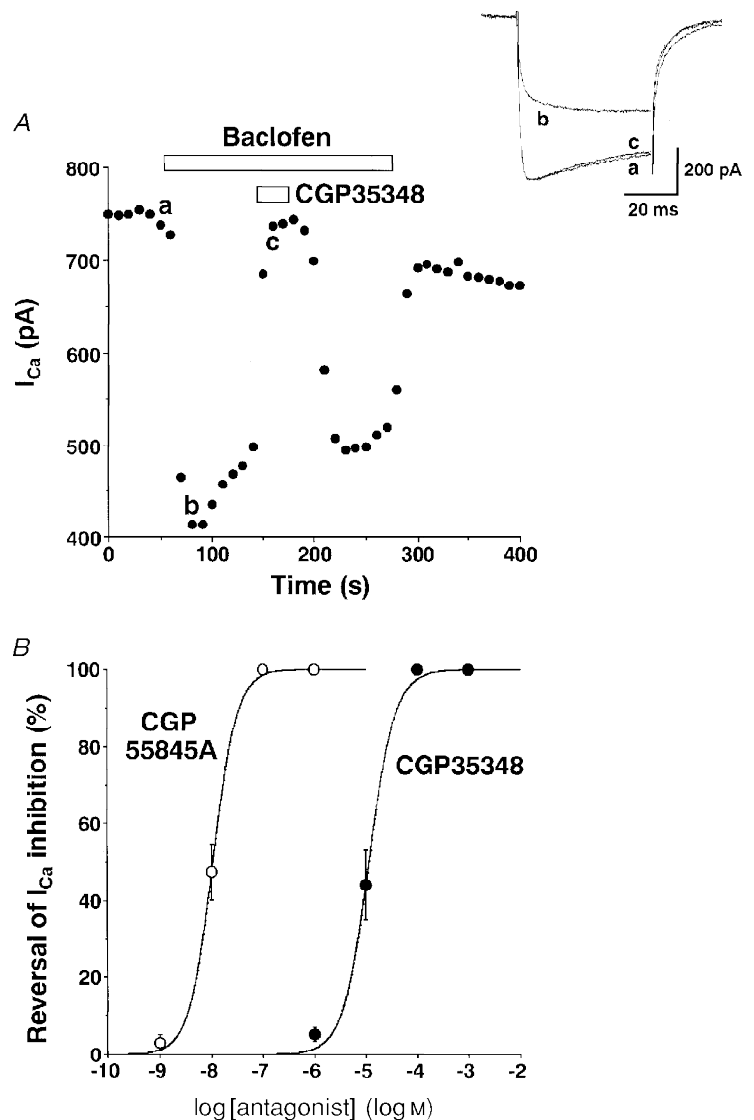 b
c
a
200 pA
20 ms
A
Baclofen
CGP35348
800
700
600
500
400
a
b
c
I_Ca (pA)
0
100
200
300
400
Time (s)
B
100
80
60
40
20
0
Reversal of I_Ca inhibition (%)
CGP
55845A
CGP35348
-10
-9
-8
-7
-6
-5
-4
-3
-2
log[antagonist] (log M)